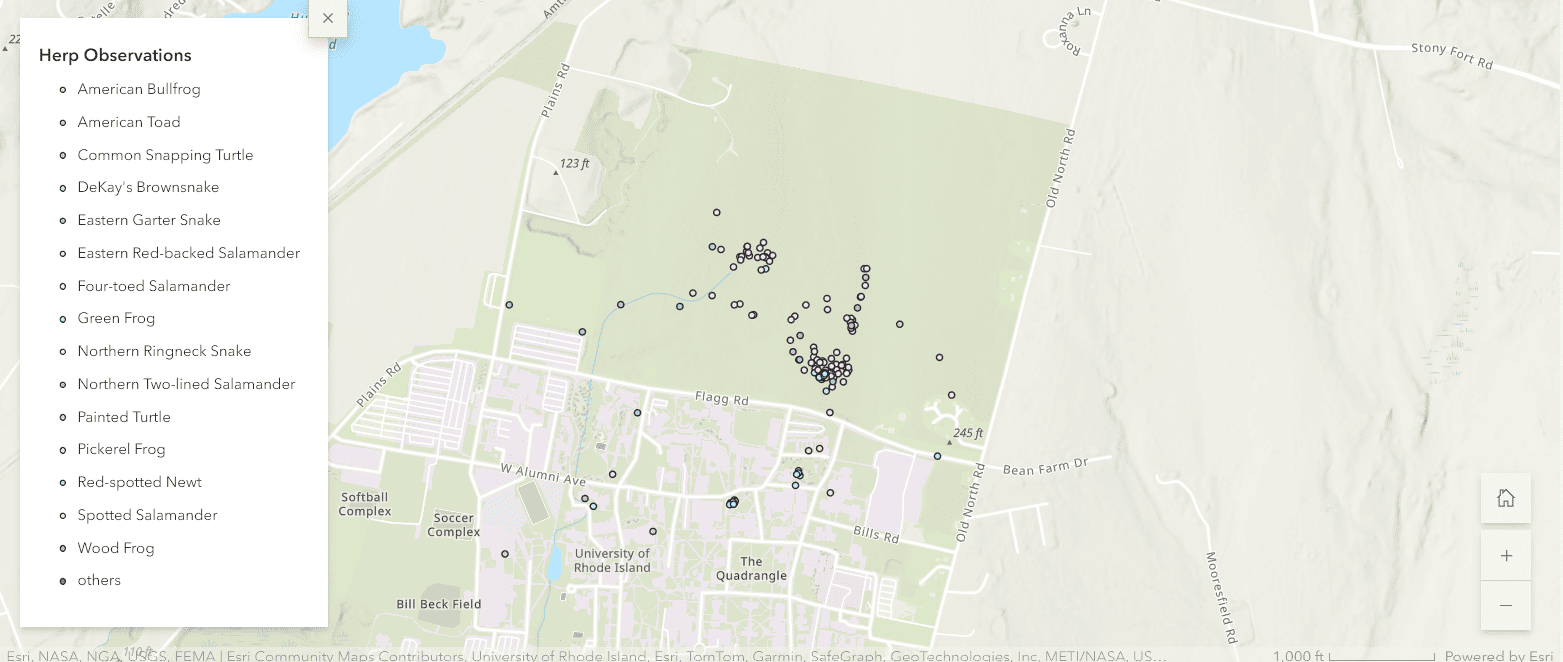 Herp Observations
American Bullfrog
American Toad
Common Snapping Turtle
DeKay's Brownsnake
Eastern Garter Snake
Eastern Red-backed Salamander
Four-toed Salamander
Green Frog
Northern Ringneck Snake
Northern Two-lined Salamander
Painted Turtle
Pickerel Frog
Red-spotted Newt
Spotted Salamander
Wood Frog
others
Roxanna Ln
Stony Fort Rd
Plains Rd
Old North Rd
123 ft
Plains Rd
Flagg Rd
245 ft
Bean Farm Dr
W Alumni Ave
Softball
Complex
Soccer
Complex
Old North Rd
Bills Rd
University of
Rhode Island
The
Quadrangle
Bill Beck Field
Mooresfield Rd
110 ft
Esri, NASA, NGA, USGS, FEMA | Esri Community Maps Contributors, University of Rhode Island, Esri, TomTom, Garmin, SafeGraph, GeoTechnologies, Inc, METI/NASA, US...
1,000 ft
Powered by Esri